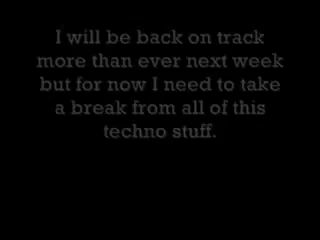 I will be back on track
more than ever next week
but for now I need to take
a break from all of this
techno stuff.